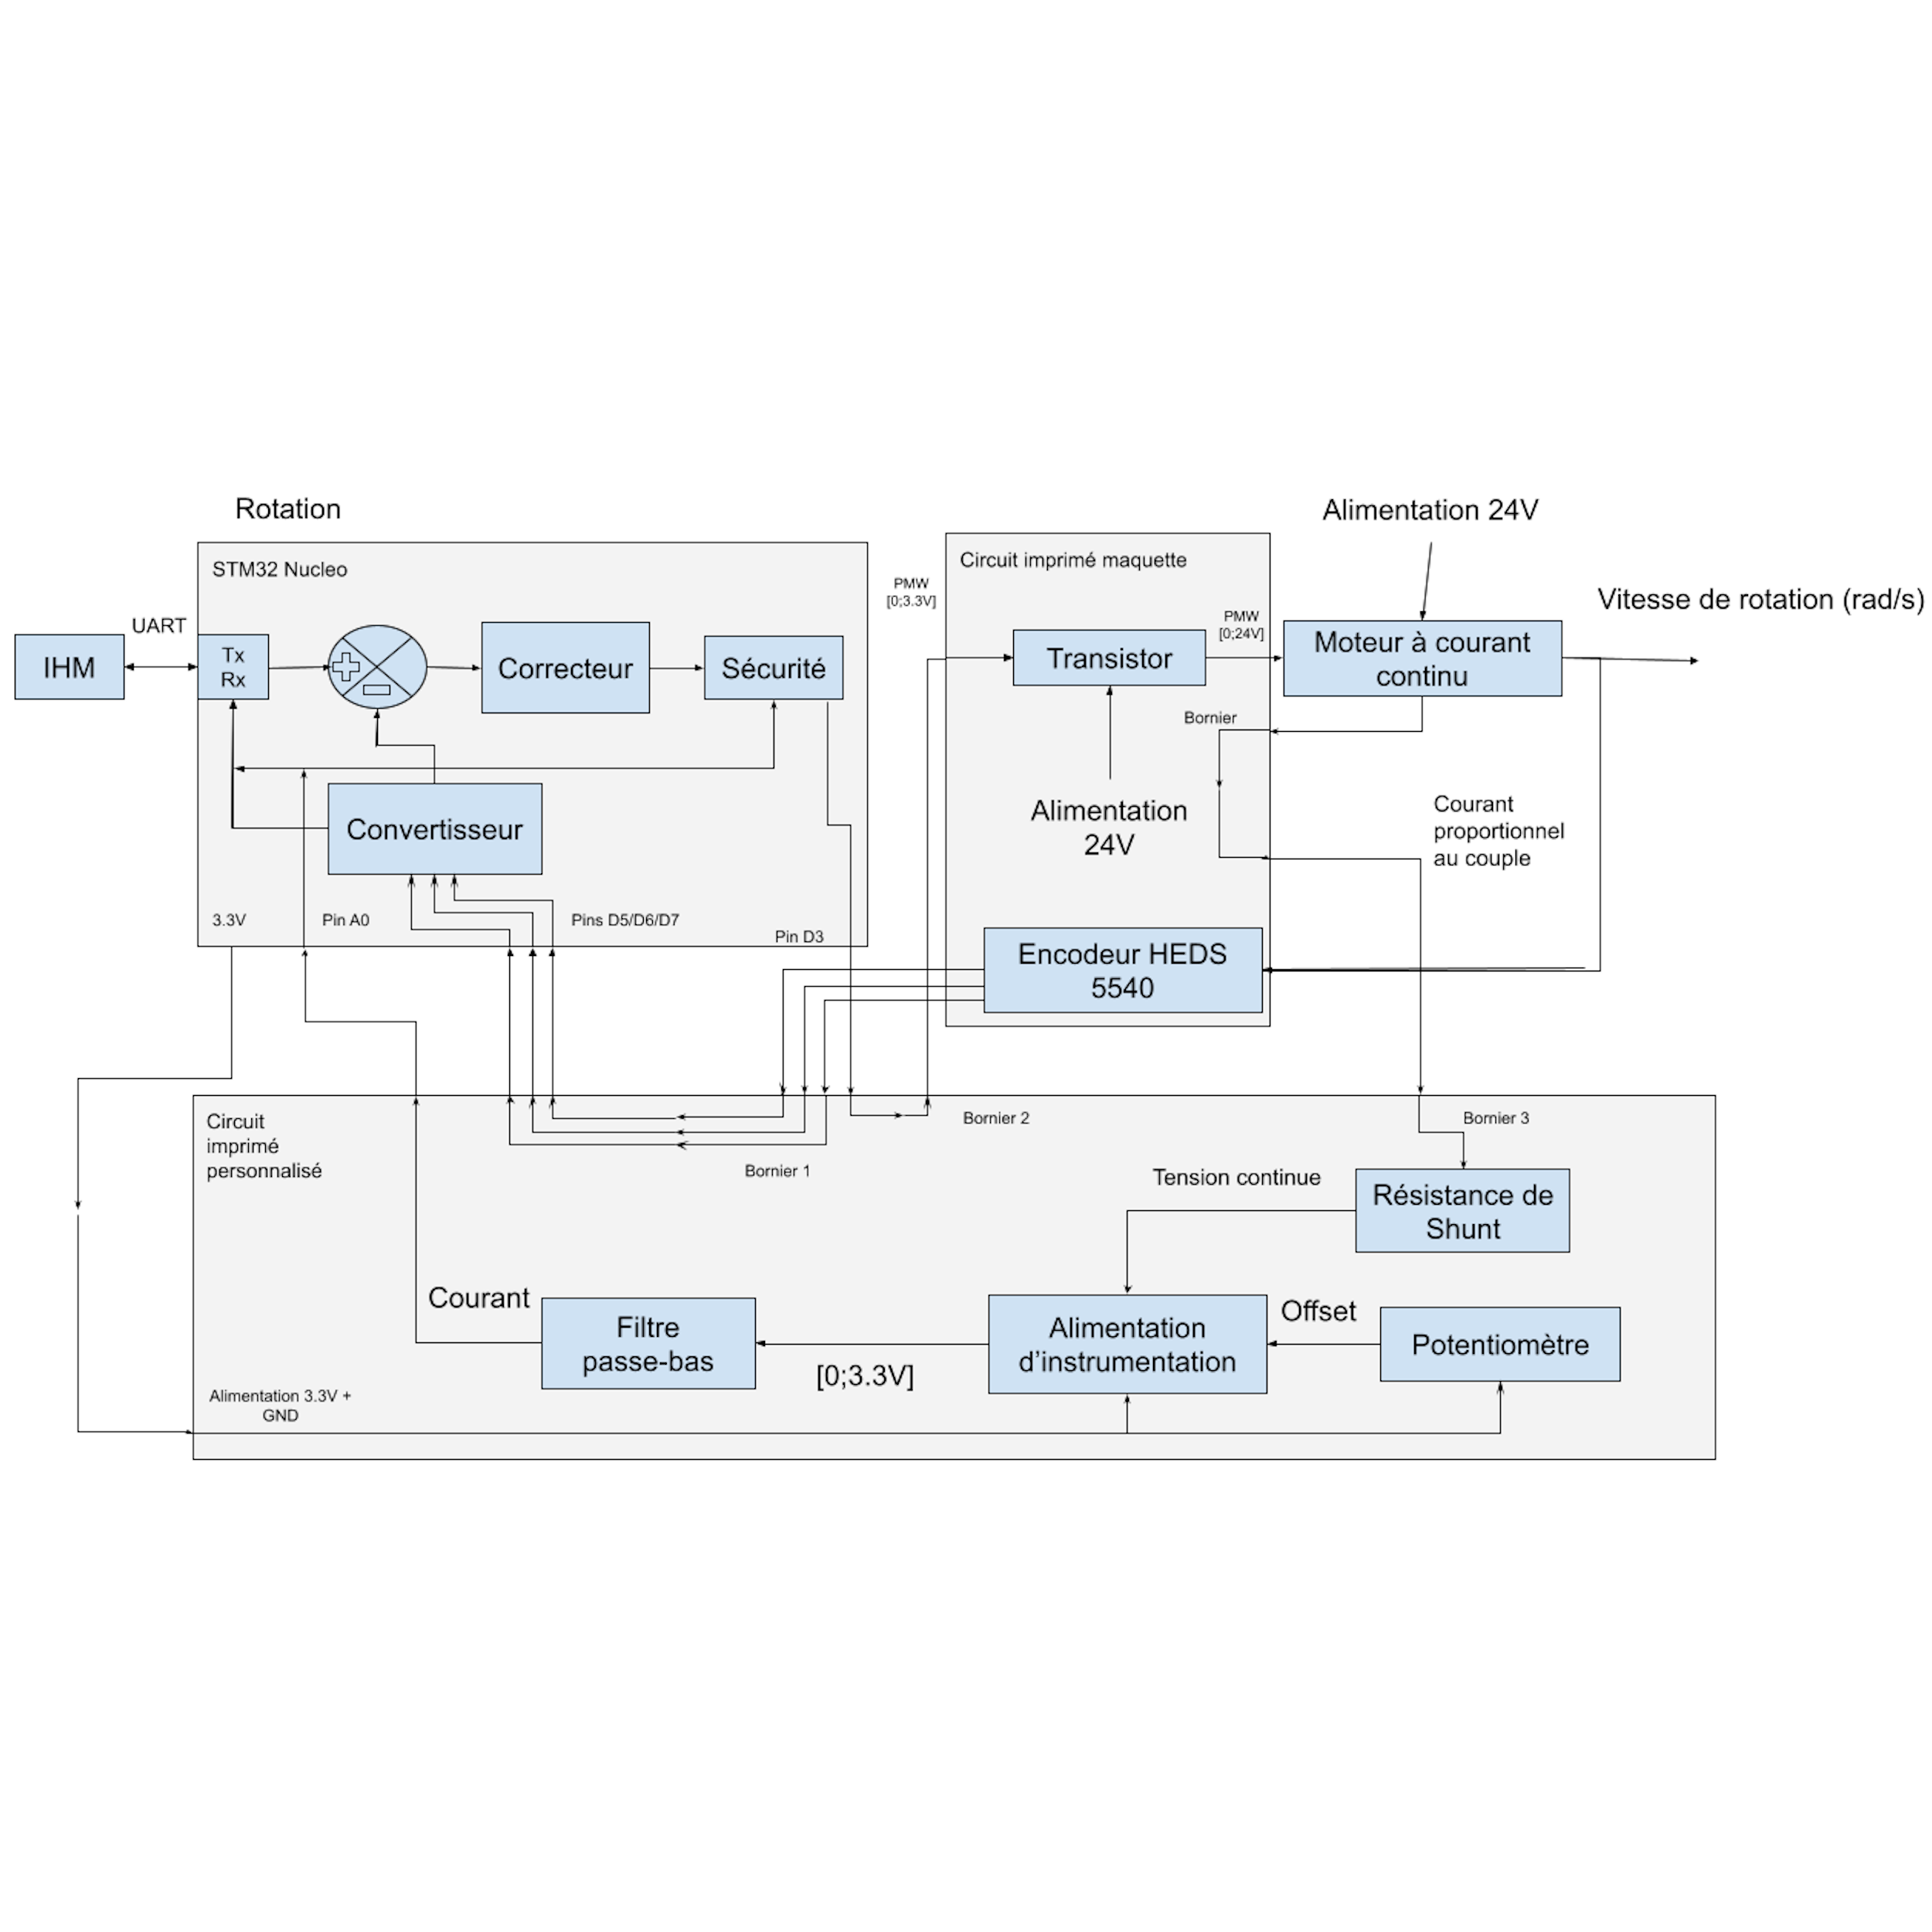 Rotation
Alimentation 24V
STM32 Nucleo
Circuit imprimé maquette
PMW
[0;3.3V]
PMW
[0;24V]
Vitesse de rotation (rad/s)
UART
IHM
Tx
Rx
Correcteur
Sécurité
Transistor
Moteur à courant
continu
Bornier
Convertisseur
Alimentation
24V
Courant
proportionnel
au couple
3.3V
Pin A0
Pins D5/D6/D7
Pin D3
Encodeur HEDS
5540
Circuit
imprimé
personnalisé
Bornier 1
Bornier 2
Bornier 3
Tension continue
Résistance de
Shunt
Courant
Filtre
passe-bas
[0;3.3V]
Alimentation
d'instrumentation
Offset
Potentiomètre
Alimentation 3.3V +
GND